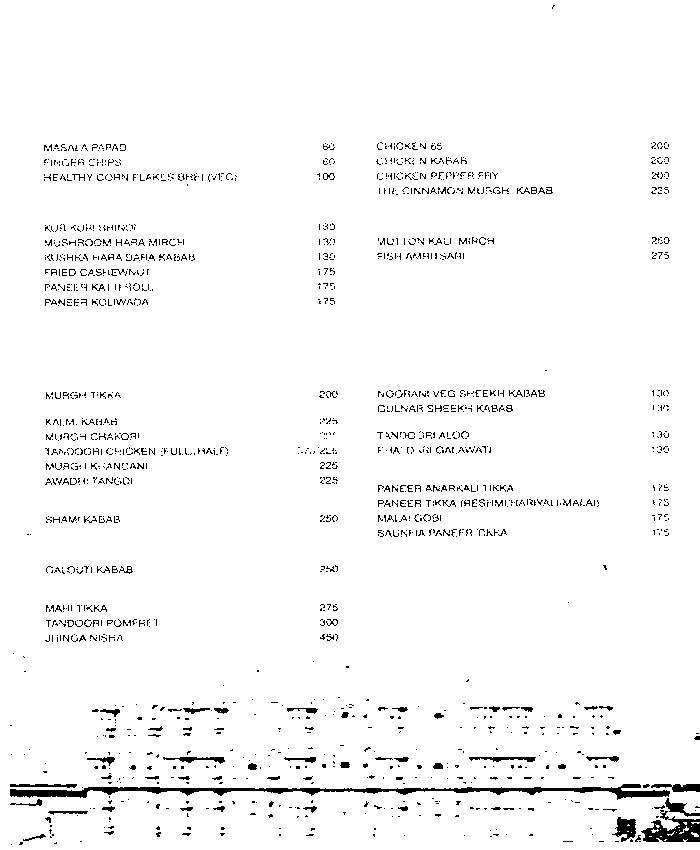 MASALA PAPAD 60
FINGER CHIPS 60
HEALTHY CORN FLAKES BHEL (VEG) 100
KUR KURI BHINDI 130
MUSHROOM HARA MIRCH 130
KUSHKA HARA BARA KABAB 130
FRIED CASHEWNUT 175
PANEER KATHI ROLL 175
PANEER KOLIWADA 175
CHICKEN 65 200
CHICKEN KABAB 200
CHICKEN PEPPER FRY 200
THE CINNAMON MURGH KABAB 225
MUTTON KALI MIRCH 250
FISH AMRITSARI 275
MURGH TIKKA 200
KALMI KABAB 225
MURGH CHAKORI
TANDOORI CHICKEN (FULL/HALF)
MURGH KHANDANI 225
AWADHI TANGDI 225
SHAMI KABAB 250
GALOUTI KABAB 250
MAHI TIKKA 275
TANDOORI POMFRET 300
JHINGA NISHA 450
NOORANI VEG SHEEKH KABAB 130
GULNAR SHEEKH KABAB 130
TANDOORI ALOO 130
GALAWATI 130
PANEER ANARKALI TIKKA 175
PANEER TIKKA (RESHMI/HARIYALI/MALAI) 175
MALAI GOBI 175
SAUNFIA PANEER TIKKA 175